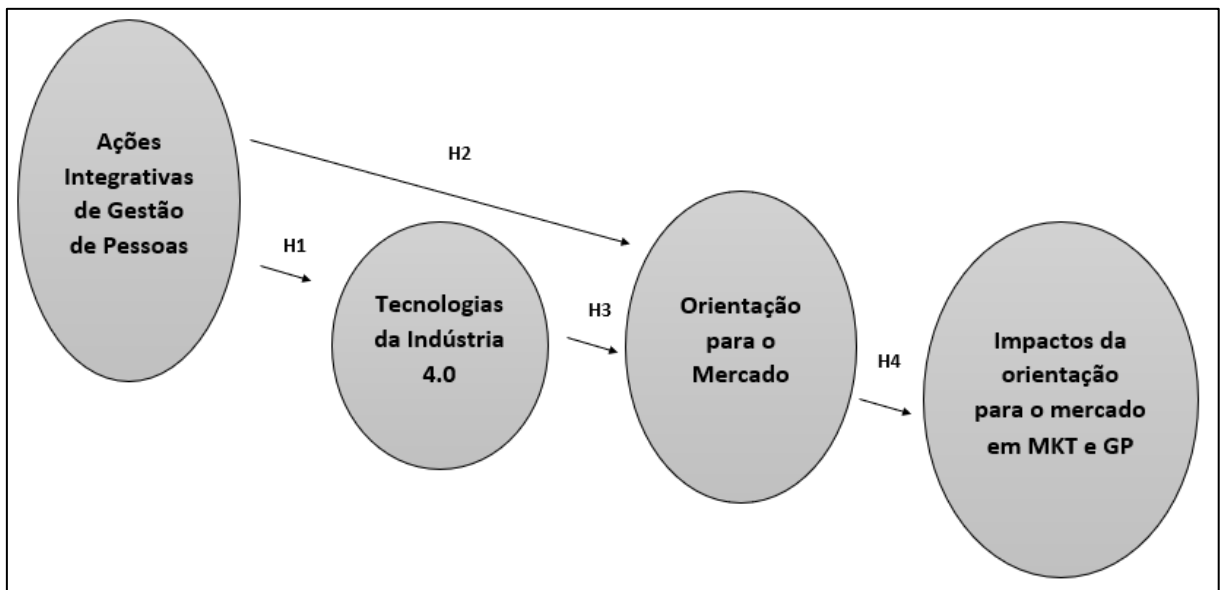 Ações
Integrativas
de Gestão
de Pessoas
H2
H1
Tecnologias
da Indústria
4.0
H3
Orientação
para o
Mercado
H4
Impactos da
orientação
para o mercado
em MKT e GP